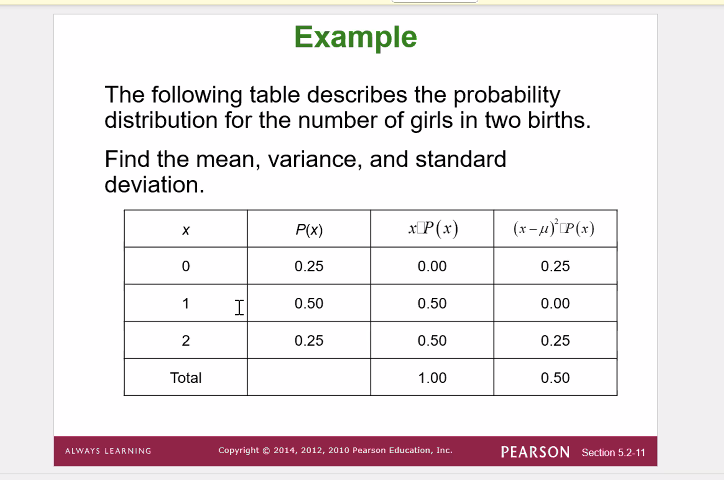 Example
The following table describes the probability
distribution for the number of girls in two births.
Find the mean, variance, and standard
deviation.
x P(x) x□P(x) (x − μ)²□P(x)
0 0.25 0.00 0.25
1 0.50 0.50 0.00
2 0.25 0.50 0.25
Total 1.00 0.50
ALWAYS LEARNING Copyright © 2014, 2012, 2010 Pearson Education, Inc. PEARSON Section 5.2-11